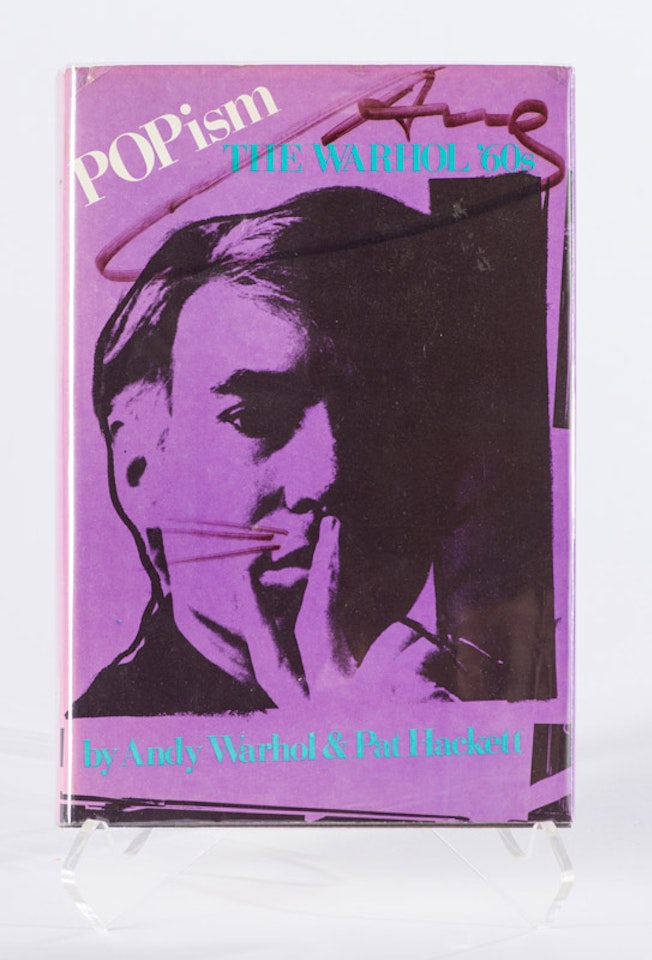 POPism
THE WARHOL '60s
by Andy Warhol & Pat Hackett